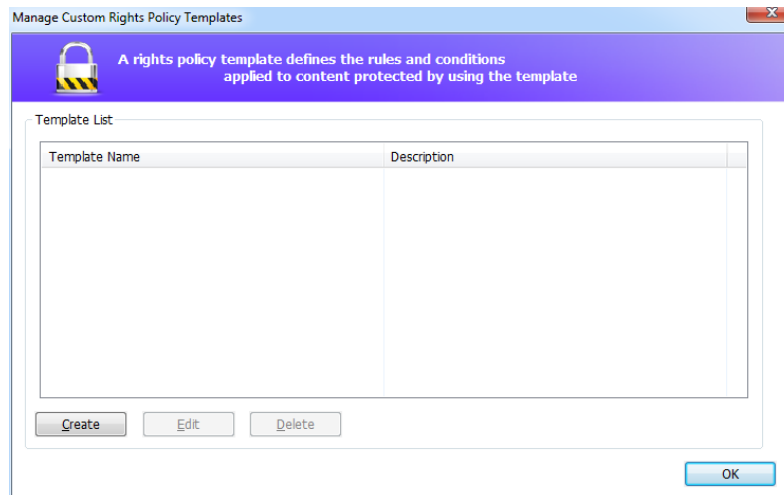 Manage Custom Rights Policy Templates
A rights policy template defines the rules and conditions
applied to content protected by using the template
Template List
Template Name Description
Create Edit Delete
OK